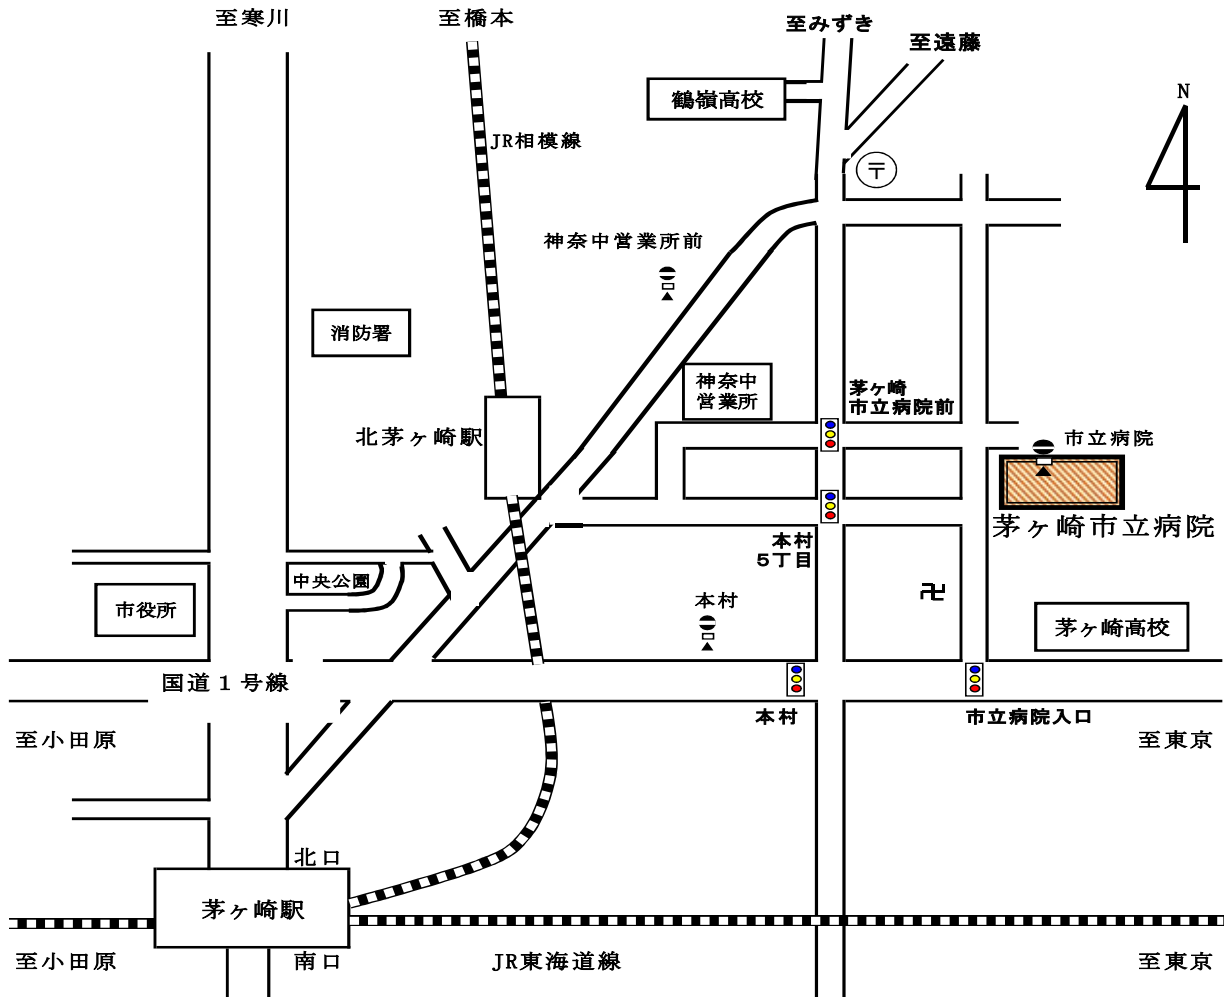 至寒川
至橋本
至みずき
至遠藤
鶴嶺高校
N
JR相模線
〒
神奈中営業所前
消防署
神奈中
営業所
茅ヶ崎
市立病院前
北茅ヶ崎駅
市立病院
茅ヶ崎市立病院
本村
5丁目
中央公園
市役所
本村
卍
茅ヶ崎高校
国道1号線
本村
市立病院入口
至小田原
至東京
北口
茅ヶ崎駅
至小田原
南口
JR東海道線
至東京